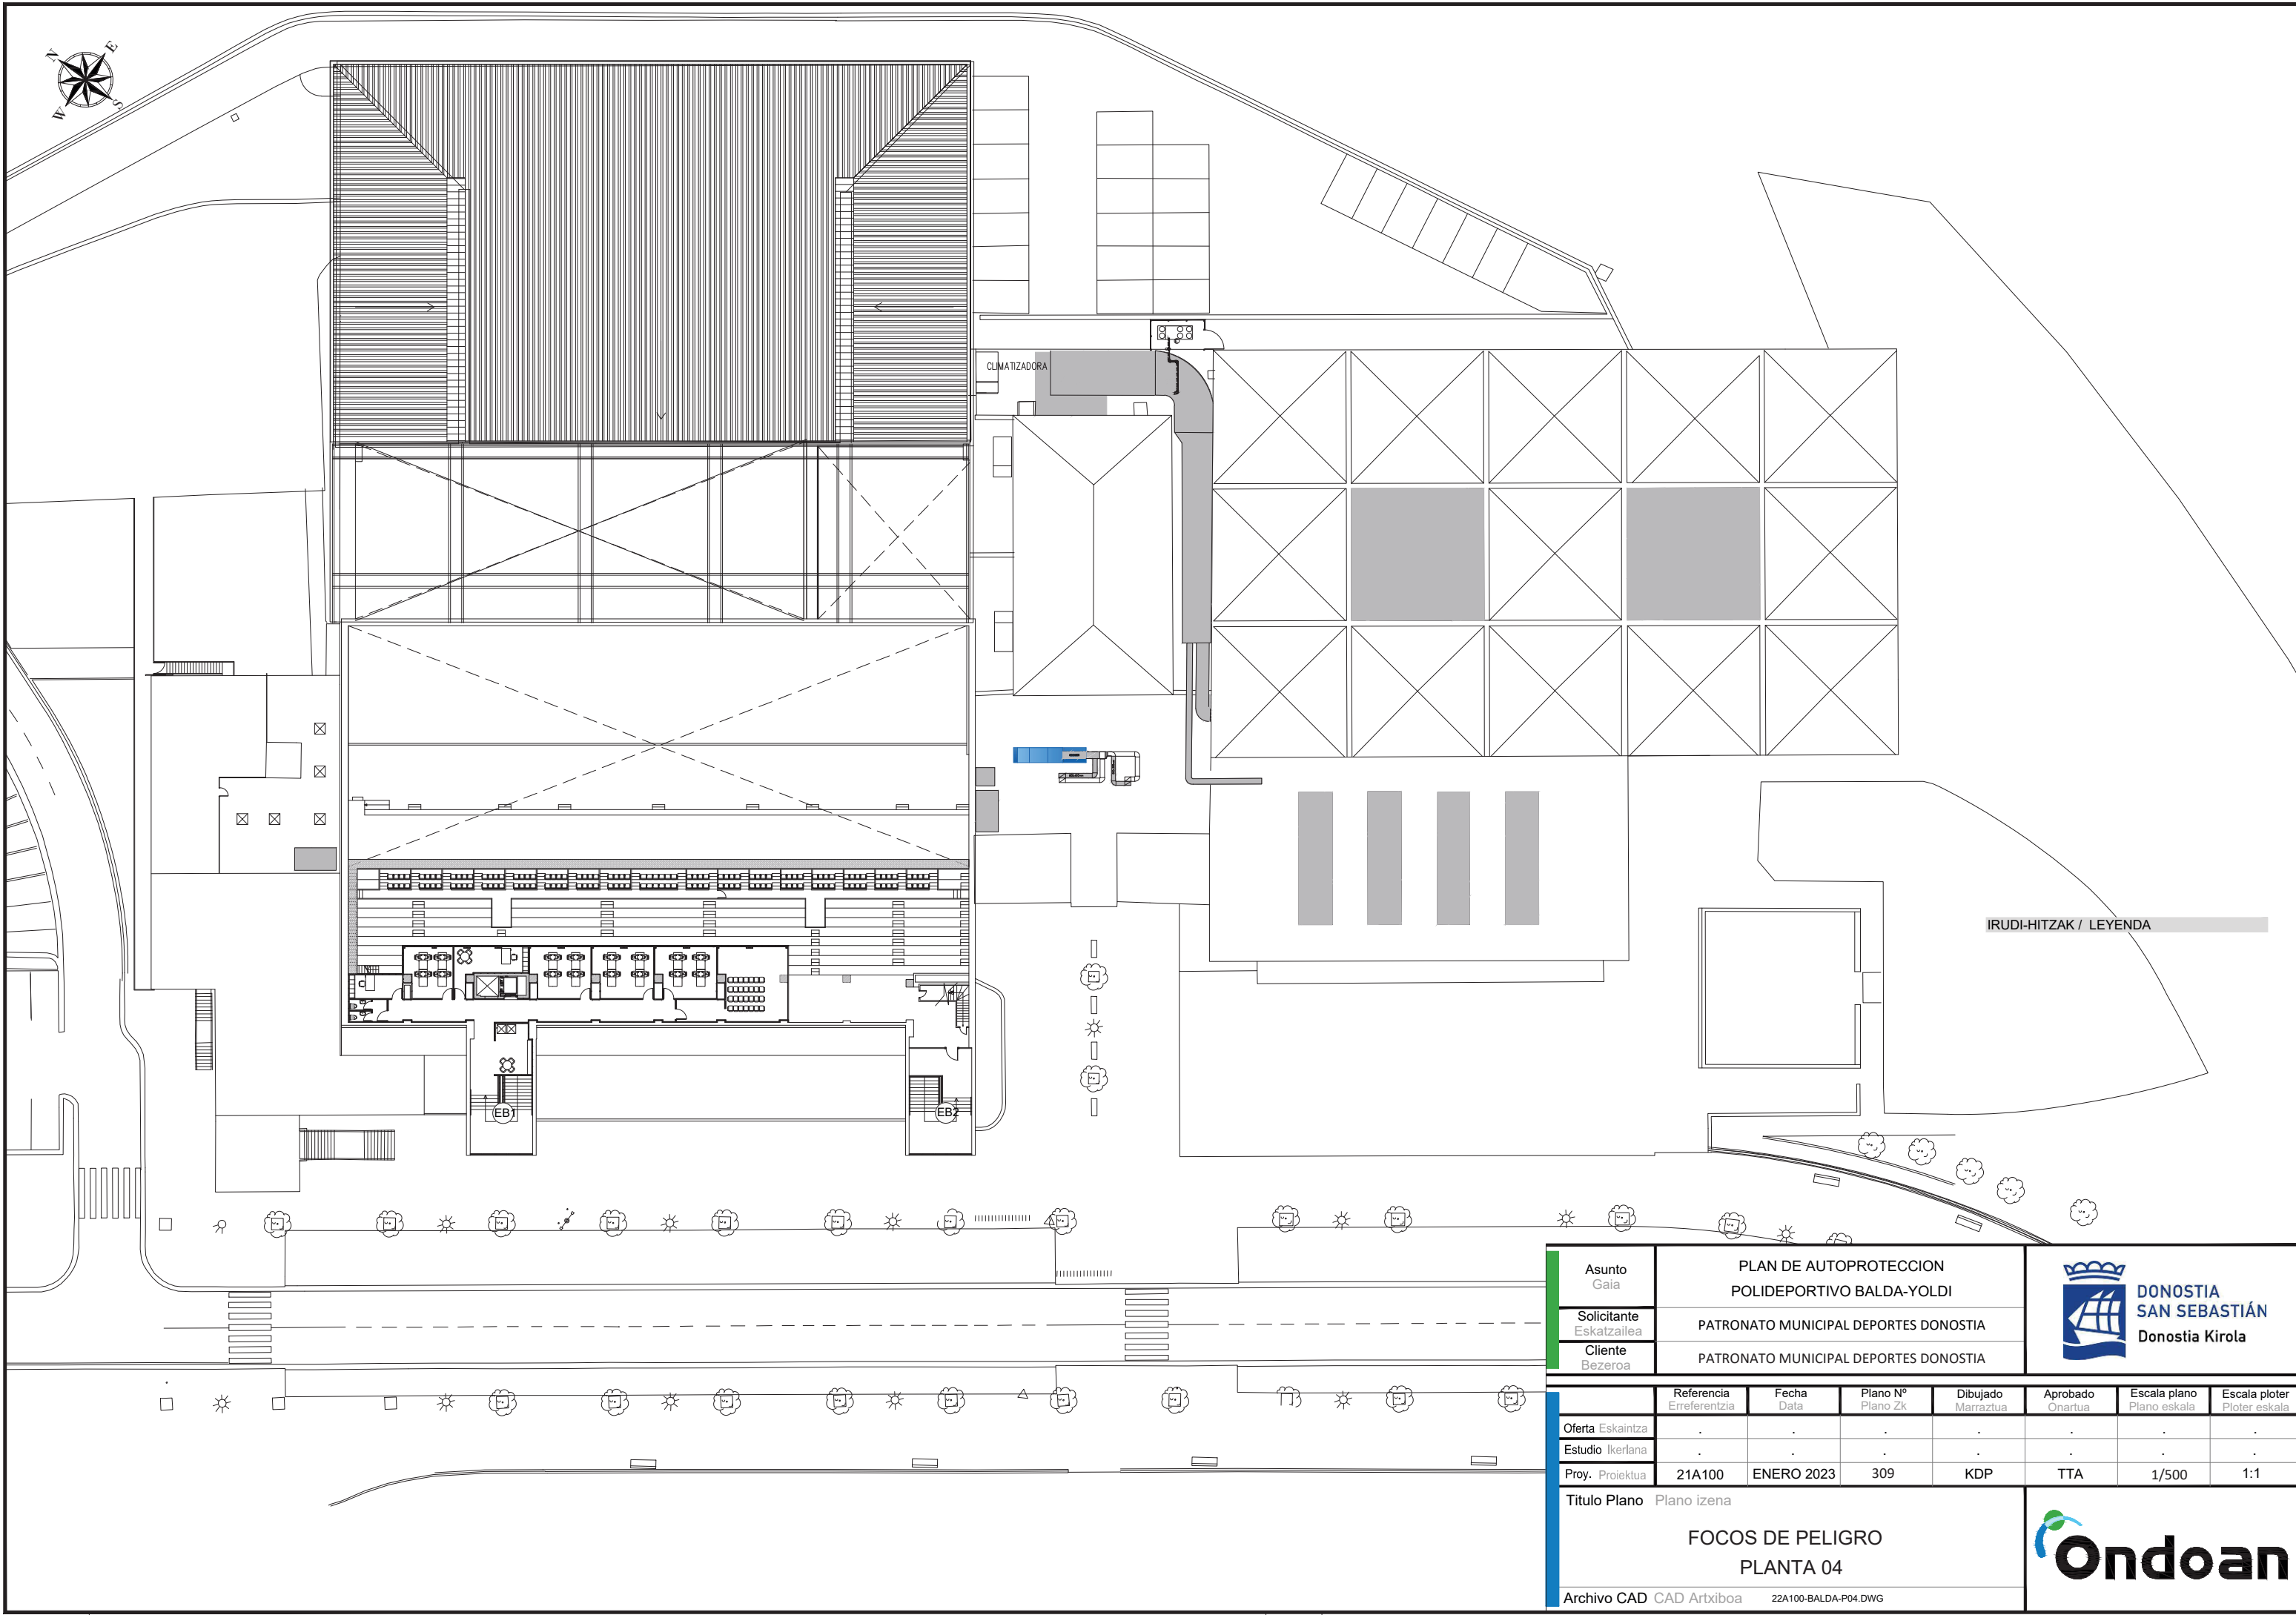 N
E
W
S
CLIMATIZADORA
IRUDI-HITZAK / LEYENDA
EB1
EB2
Asunto
Gaia
PLAN DE AUTOPROTECCION
POLIDEPORTIVO BALDA-YOLDI
Solicitante
Eskatzailea
PATRONATO MUNICIPAL DEPORTES DONOSTIA
Cliente
Bezeroa
PATRONATO MUNICIPAL DEPORTES DONOSTIA
DONOSTIA
SAN SEBASTIÁN
Donostia Kirola
Referencia Fecha Plano Nº Dibujado Aprobado Escala plano Escala ploter
Erreferentzia Data Plano Zk Marraztua Onartua Plano eskala Ploter eskala
Oferta Eskaintza . . . . . . .
Estudio Ikerlana . . . . . . .
Proy. Proiektua 21A100 ENERO 2023 309 KDP TTA 1/500 1:1
Titulo Plano Plano izena
FOCOS DE PELIGRO
PLANTA 04
Archivo CAD CAD Artxiboa 22A100-BALDA-P04.DWG
Ondoan